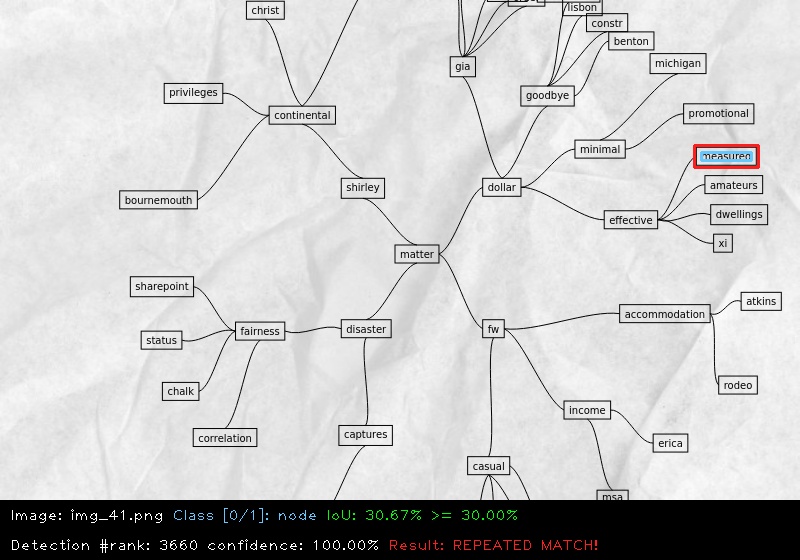 christ
lisbon
constr
benton
gia
michigan
privileges
goodbye
continental
promotional
minimal
measured
amateurs
shirley
dollar
bournemouth
dwellings
effective
xi
matter
sharepoint
atkins
accommodation
fairness
disaster
fw
status
rodeo
chalk
income
captures
correlation
erica
casual
msa
Image: img_41.png Class [0/1]: node IoU: 30.67% >= 30.00%
Detection #rank: 3660 confidence: 100.00% Result: REPEATED MATCH!